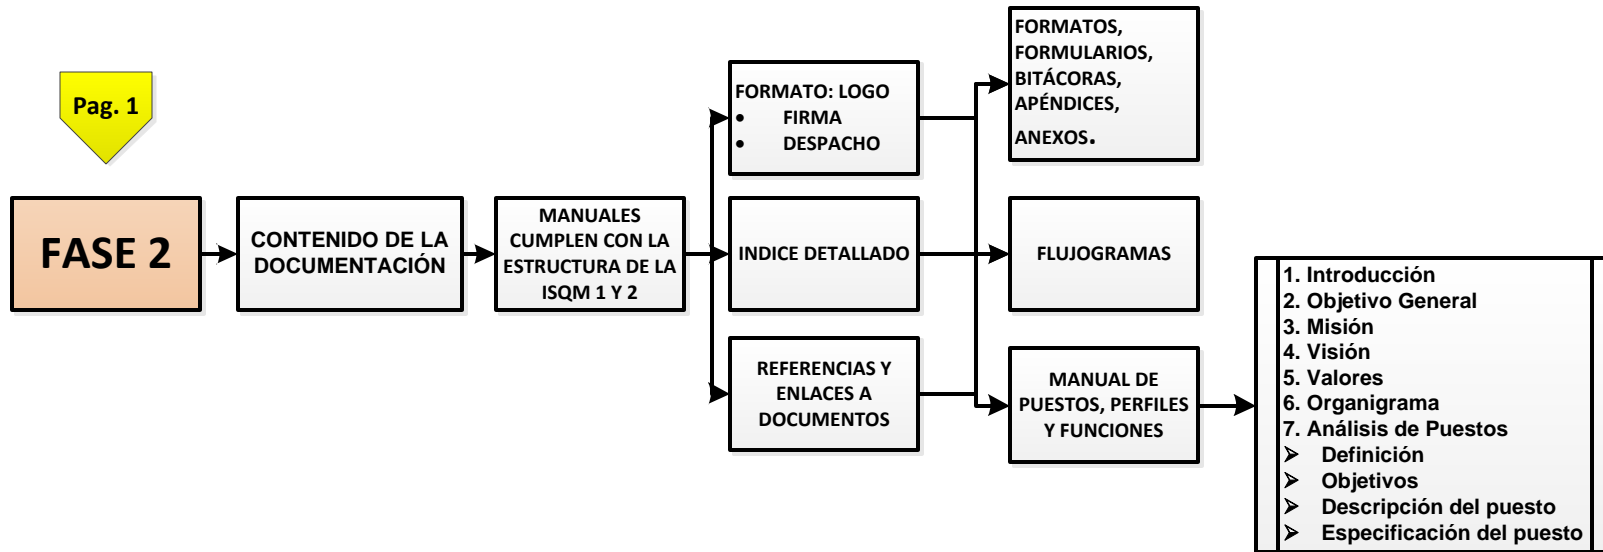 Pag. 1
FASE 2
CONTENIDO DE LA
DOCUMENTACIÓN
MANUALES
CUMPLEN CON LA
ESTRUCTURA DE LA
ISQM 1 Y 2
FORMATO: LOGO
• FIRMA
• DESPACHO
INDICE DETALLADO
REFERENCIAS Y
ENLACES A
DOCUMENTOS
FORMATOS,
FORMULARIOS,
BITÁCORAS,
APÉNDICES,
ANEXOS.
FLUJOGRAMAS
MANUAL DE
PUESTOS, PERFILES
Y FUNCIONES
1. Introducción
2. Objetivo General
3. Misión
4. Visión
5. Valores
6. Organigrama
7. Análisis de Puestos
➢ Definición
➢ Objetivos
➢ Descripción del puesto
➢ Especificación del puesto